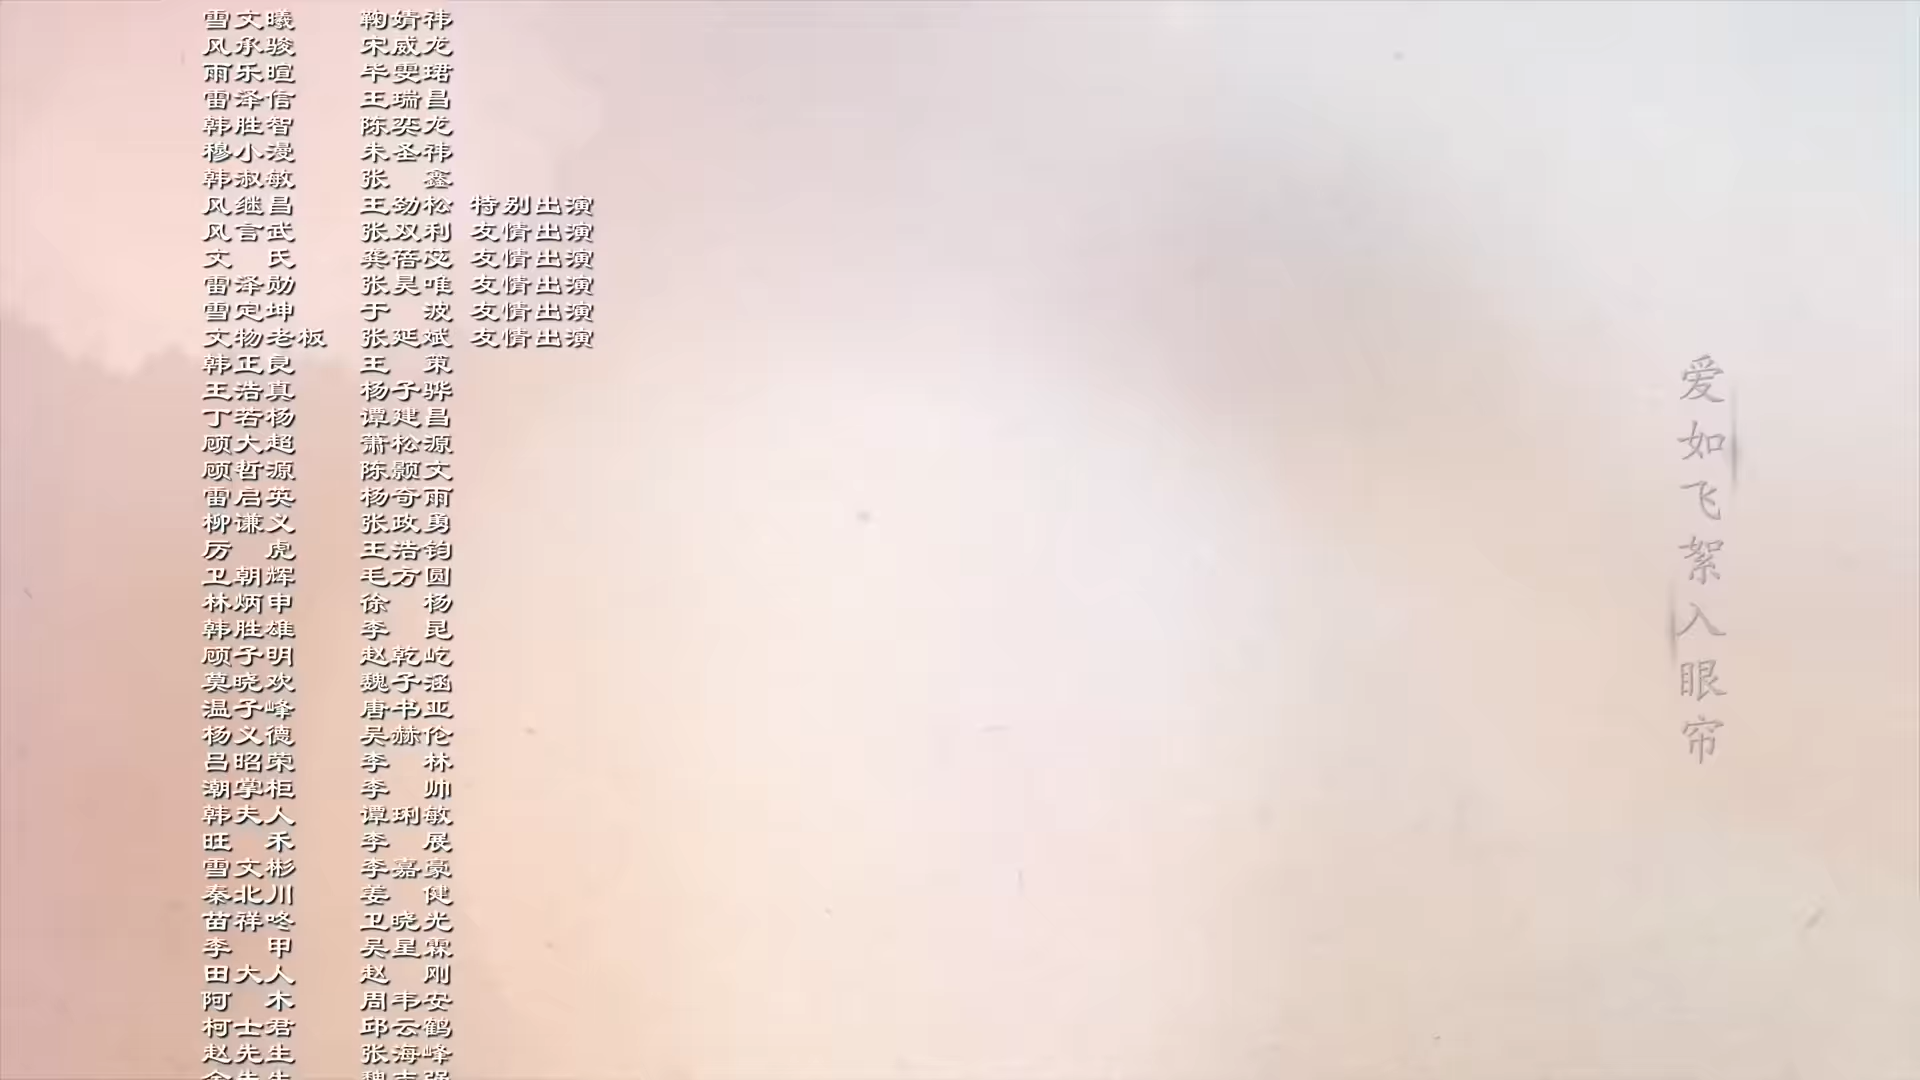 雪文曦 鞠婧祎
风承骏 宋威龙
雨乐暄 毕雯珺
雷泽信 王瑞昌
韩胜智 陈奕龙
穆小漫 朱圣祎
韩淑敏 张 鑫
风继昌 王劲松 特别出演
风言武 张双利 友情出演
文 氏 龚蓓苾 友情出演
雷泽勋 张昊唯 友情出演
雪定坤 于 波 友情出演
文物老板 张延斌 友情出演
韩正良 王 策
王浩真 杨子骅
丁若杨 谭建昌
顾大超 萧松源
顾哲源 陈颢文
雷启英 杨奇雨
柳谦义 张政勇
厉 虎 王浩钧
卫朝辉 毛方圆
林炳申 徐 杨
韩胜雄 李 昆
顾子明 赵乾屹
莫晓欢 魏子涵
温子峰 唐书亚
杨义德 吴赫伦
吕昭荣 李 林
潮掌柜 李 帅
韩夫人 谭琍敏
旺 禾 李 展
雪文彬 李嘉豪
秦北川 姜 健
苗祥咚 卫晓光
李 甲 吴星霖
田大人 赵 刚
阿 木 周韦安
柯士君 邱云鹤
赵先生 张海峰
爱如飞絮入眼帘